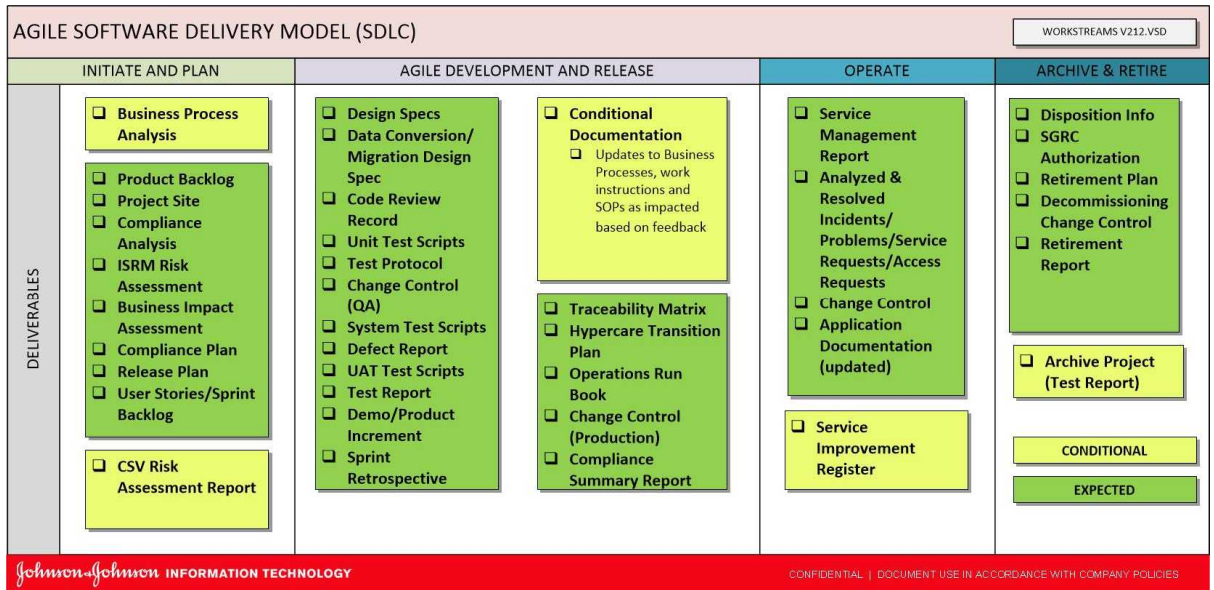 AGILE SOFTWARE DELIVERY MODEL (SDLC)
WORKSTREAMS V212.VSD
INITIATE AND PLAN
AGILE DEVELOPMENT AND RELEASE
OPERATE
ARCHIVE & RETIRE
DELIVERABLES
Business Process
Analysis
Product Backlog
Project Site
Compliance
Analysis
ISRM Risk
Assessment
Business Impact
Assessment
Compliance Plan
Release Plan
User Stories/Sprint
Backlog
CSV Risk
Assessment Report
Design Specs
Data Conversion/
Migration Design
Spec
Code Review
Record
Unit Test Scripts
Test Protocol
Change Control
(QA)
System Test Scripts
Defect Report
UAT Test Scripts
Test Report
Demo/Product
Increment
Sprint
Retrospective
Conditional
Documentation
Updates to Business
Processes, work
instructions and
SOPs as impacted
based on feedback
Traceability Matrix
Hypercare Transition
Plan
Operations Run
Book
Change Control
(Production)
Compliance
Summary Report
Service
Management
Report
Analyzed &
Resolved
Incidents/
Problems/Service
Requests/Access
Requests
Change Control
Application
Documentation
(updated)
Service
Improvement
Register
Disposition Info
SGRC
Authorization
Retirement Plan
Decommissioning
Change Control
Retirement
Report
Archive Project
(Test Report)
CONDITIONAL
EXPECTED
Johnson & Johnson INFORMATION TECHNOLOGY
CONFIDENTIAL | DOCUMENT USE IN ACCORDANCE WITH COMPANY POLICIES